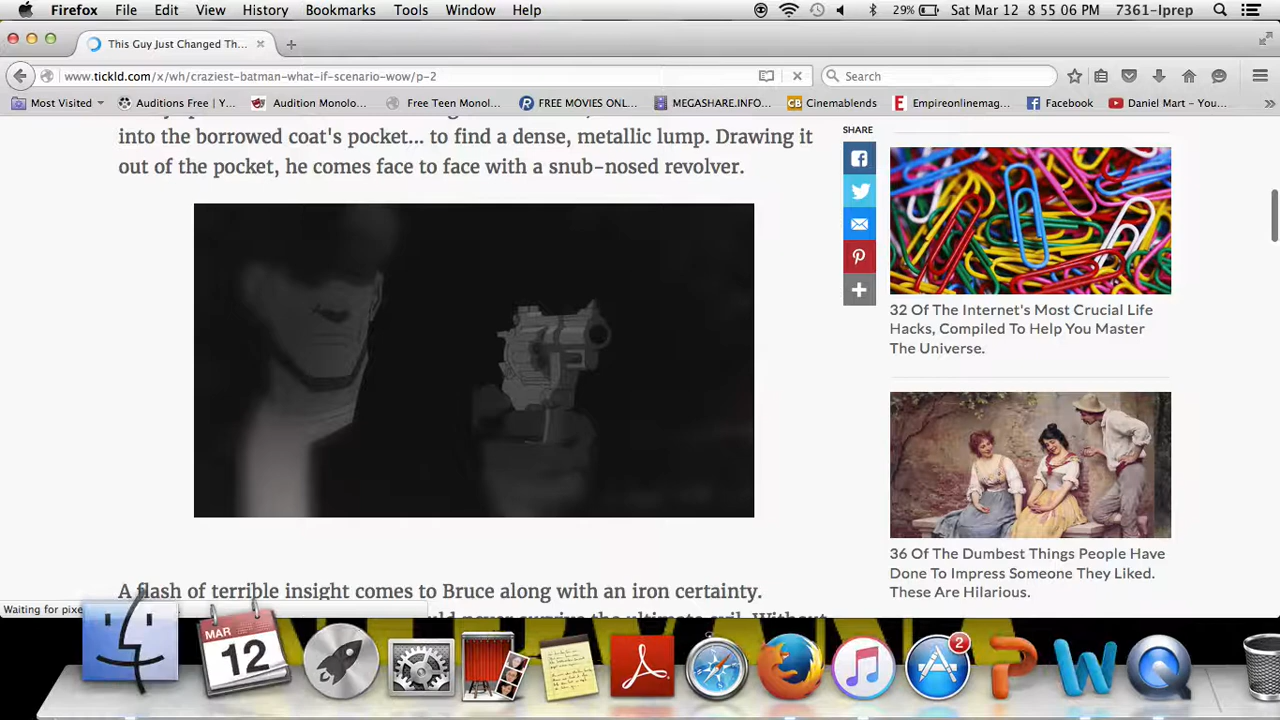 Firefox File Edit View History Bookmarks Tools Window Help 29% Sat Mar 12 8 55 06 PM 7361-lprep
This Guy Just Changed Th...
www.tickld.com/x/wh/craziest-batman-what-if-scenario-wow/p-2 Search
Most Visited Auditions Free | Y... Audition Monolo... Free Teen Monol... FREE MOVIES ONL... MEGASHARE.INFO... Cinemablends Empireonlinemag... Facebook Daniel Mart - You...
into the borrowed coat's pocket... to find a dense, metallic lump. Drawing it
out of the pocket, he comes face to face with a snub-nosed revolver.
SHARE
32 Of The Internet's Most Crucial Life
Hacks, Compiled To Help You Master
The Universe.
36 Of The Dumbest Things People Have
Done To Impress Someone They Liked.
These Are Hilarious.
A flash of terrible insight comes to Bruce along with an iron certainty.
Waiting for pixe
MAR
12
2